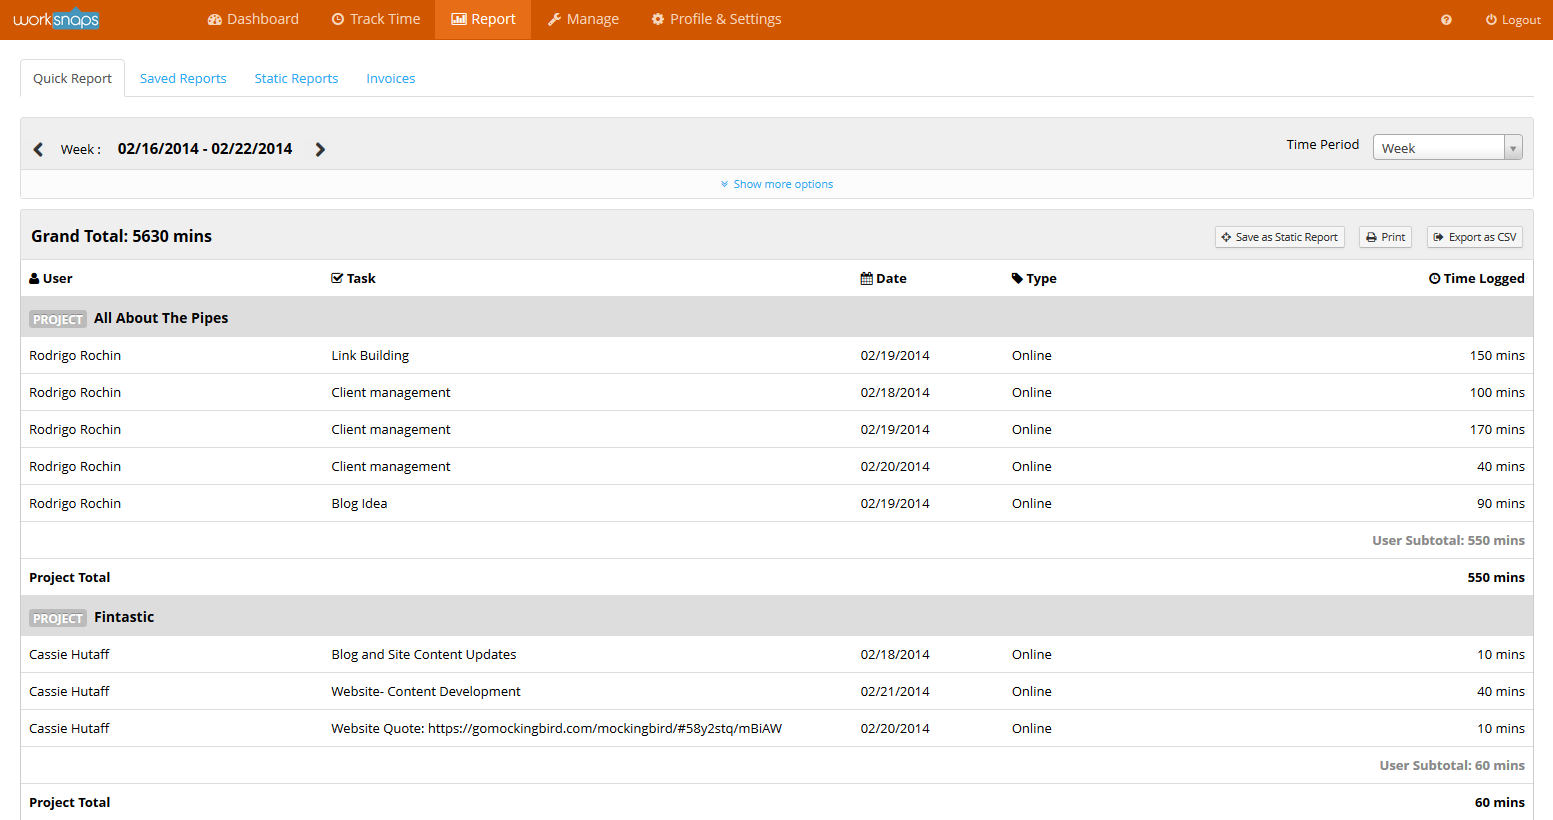 worksnaps Dashboard Track Time Report Manage Profile & Settings Logout
Quick Report Saved Reports Static Reports Invoices
Week : 02/16/2014 - 02/22/2014 Time Period Week
Show more options
Grand Total: 5630 mins Save as Static Report Print Export as CSV
User Task Date Type Time Logged
PROJECT All About The Pipes
Rodrigo Rochin Link Building 02/19/2014 Online 150 mins
Rodrigo Rochin Client management 02/18/2014 Online 100 mins
Rodrigo Rochin Client management 02/19/2014 Online 170 mins
Rodrigo Rochin Client management 02/20/2014 Online 40 mins
Rodrigo Rochin Blog Idea 02/19/2014 Online 90 mins
User Subtotal: 550 mins
Project Total 550 mins
PROJECT Fintastic
Cassie Hutaff Blog and Site Content Updates 02/18/2014 Online 10 mins
Cassie Hutaff Website- Content Development 02/21/2014 Online 40 mins
Cassie Hutaff Website Quote: https://gomockingbird.com/mockingbird/#58y2stq/mBiAW 02/20/2014 Online 10 mins
User Subtotal: 60 mins
Project Total 60 mins